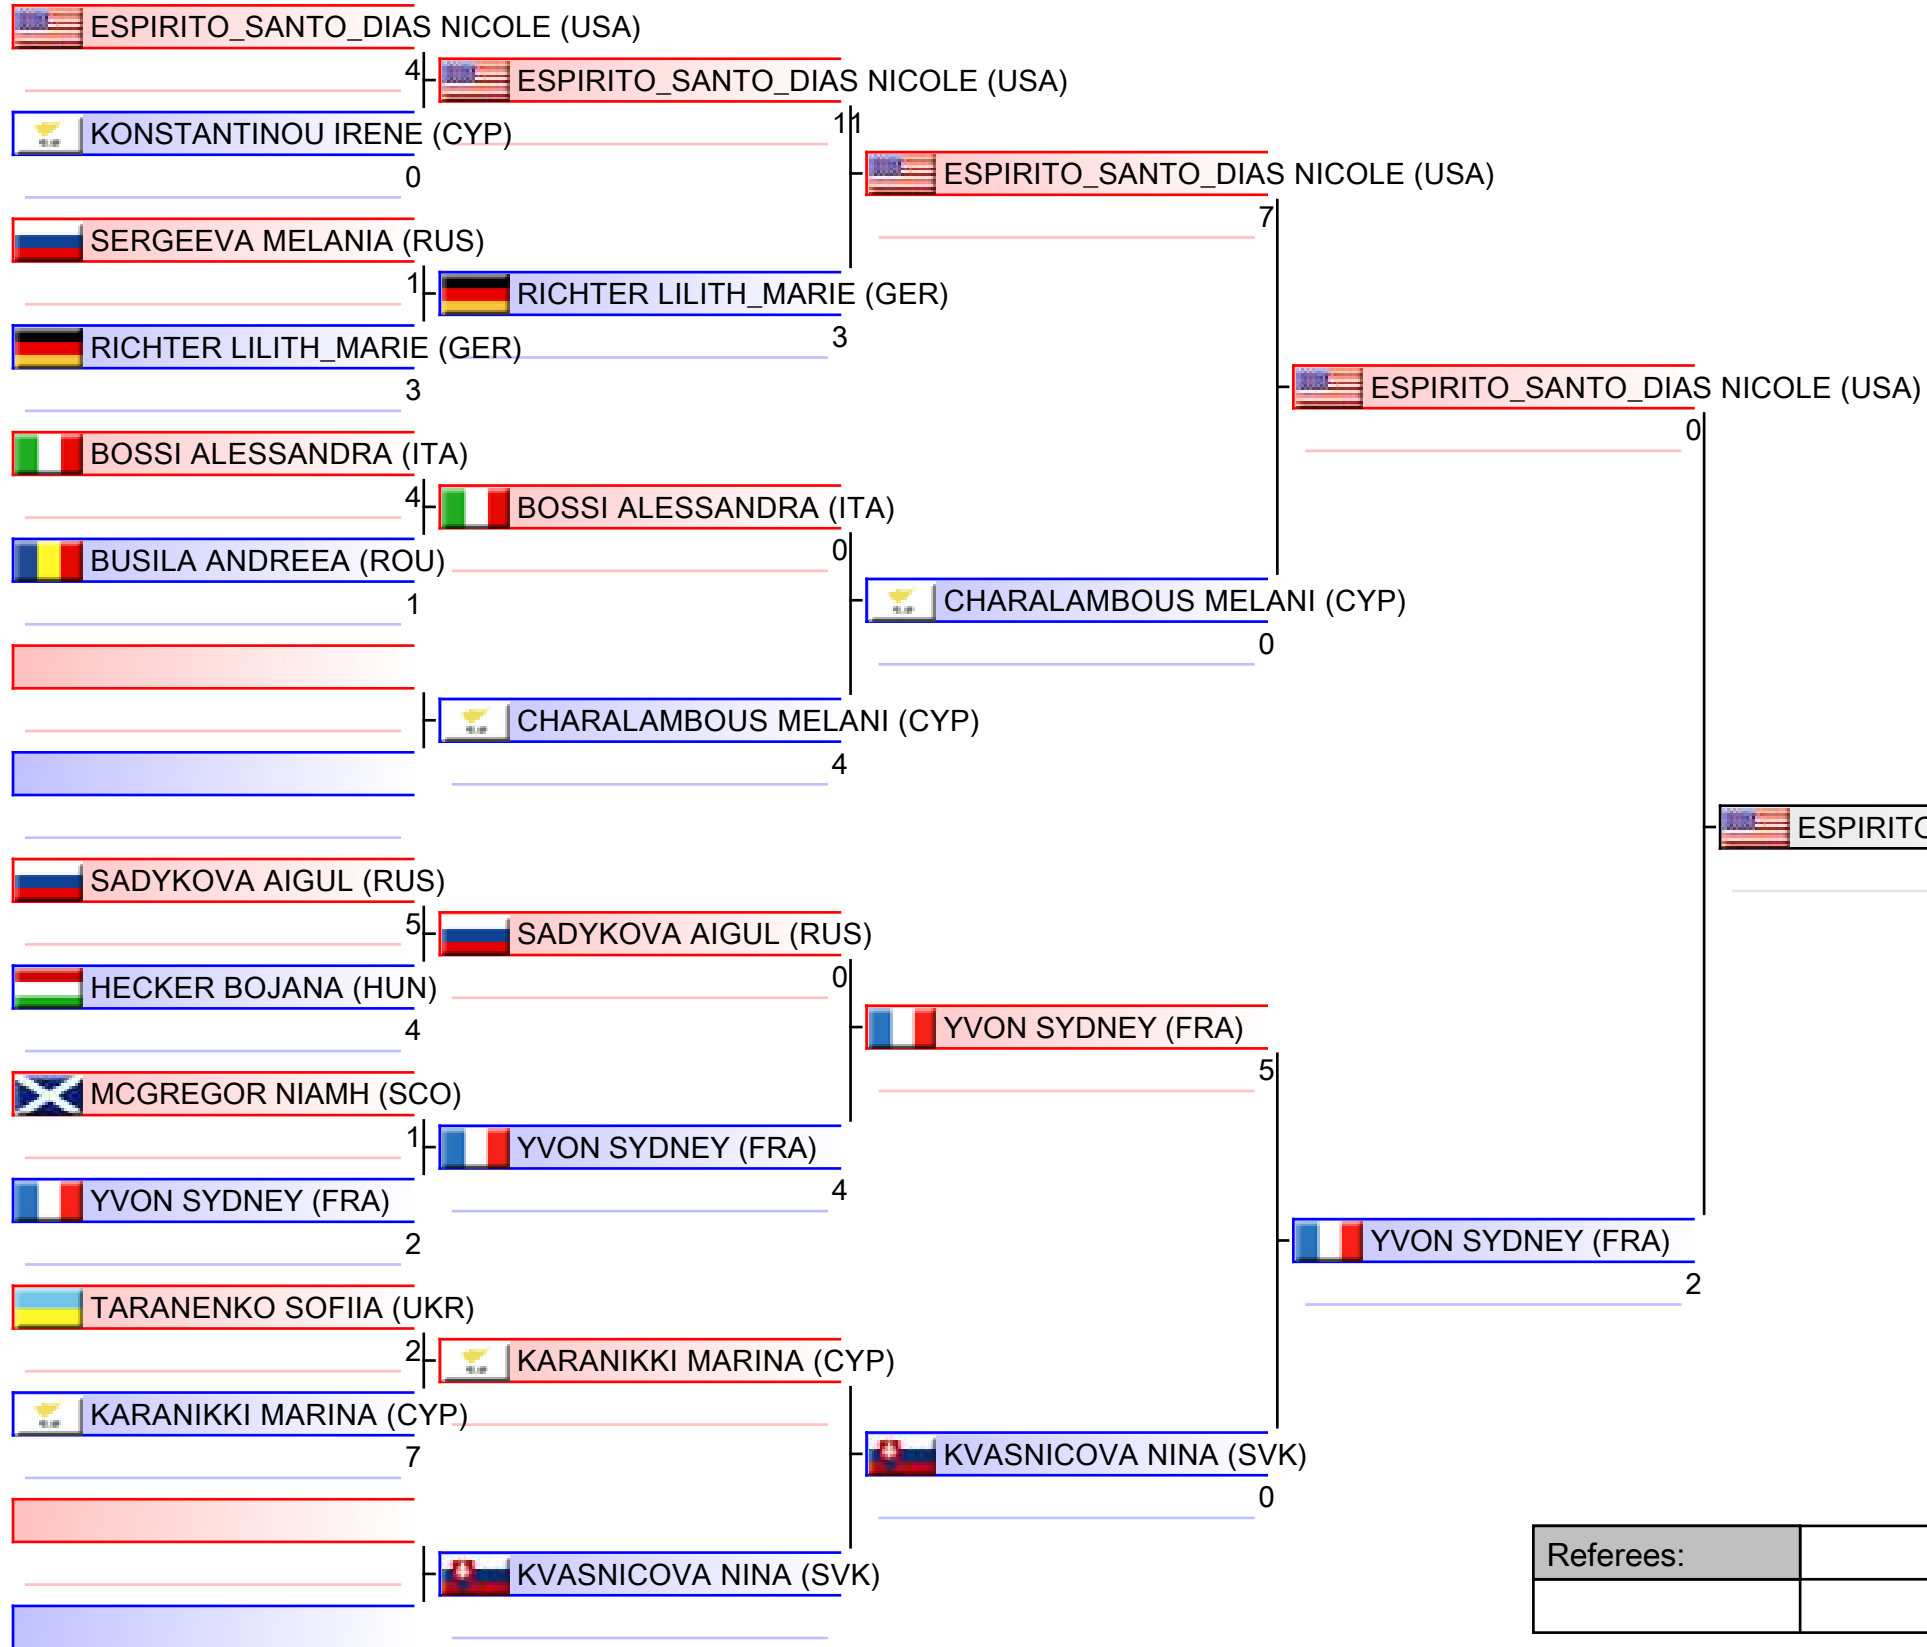 ESPIRITO_SANTO_DIAS NICOLE (USA)
4
KONSTANTINOU IRENE (CYP)
0
SERGEEVA MELANIA (RUS)
1
RICHTER LILITH_MARIE (GER)
3
BOSSI ALESSANDRA (ITA)
4
BUSILA ANDREEA (ROU)
1
SADYKOVA AIGUL (RUS)
5
HECKER BOJANA (HUN)
4
MCGREGOR NIAMH (SCO)
1
YVON SYDNEY (FRA)
2
TARANENKO SOFIIA (UKR)
2
KARANIKKI MARINA (CYP)
7
ESPIRITO_SANTO_DIAS NICOLE (USA)
11
RICHTER LILITH_MARIE (GER)
3
BOSSI ALESSANDRA (ITA)
0
CHARALAMBOUS MELANI (CYP)
4
SADYKOVA AIGUL (RUS)
0
YVON SYDNEY (FRA)
4
KARANIKKI MARINA (CYP)
KVASNICOVA NINA (SVK)
ESPIRITO_SANTO_DIAS NICOLE (USA)
7
CHARALAMBOUS MELANI (CYP)
0
YVON SYDNEY (FRA)
5
KVASNICOVA NINA (SVK)
0
ESPIRITO_SANTO_DIAS NICOLE (USA)
0
YVON SYDNEY (FRA)
2
ESPIRITO
Referees: